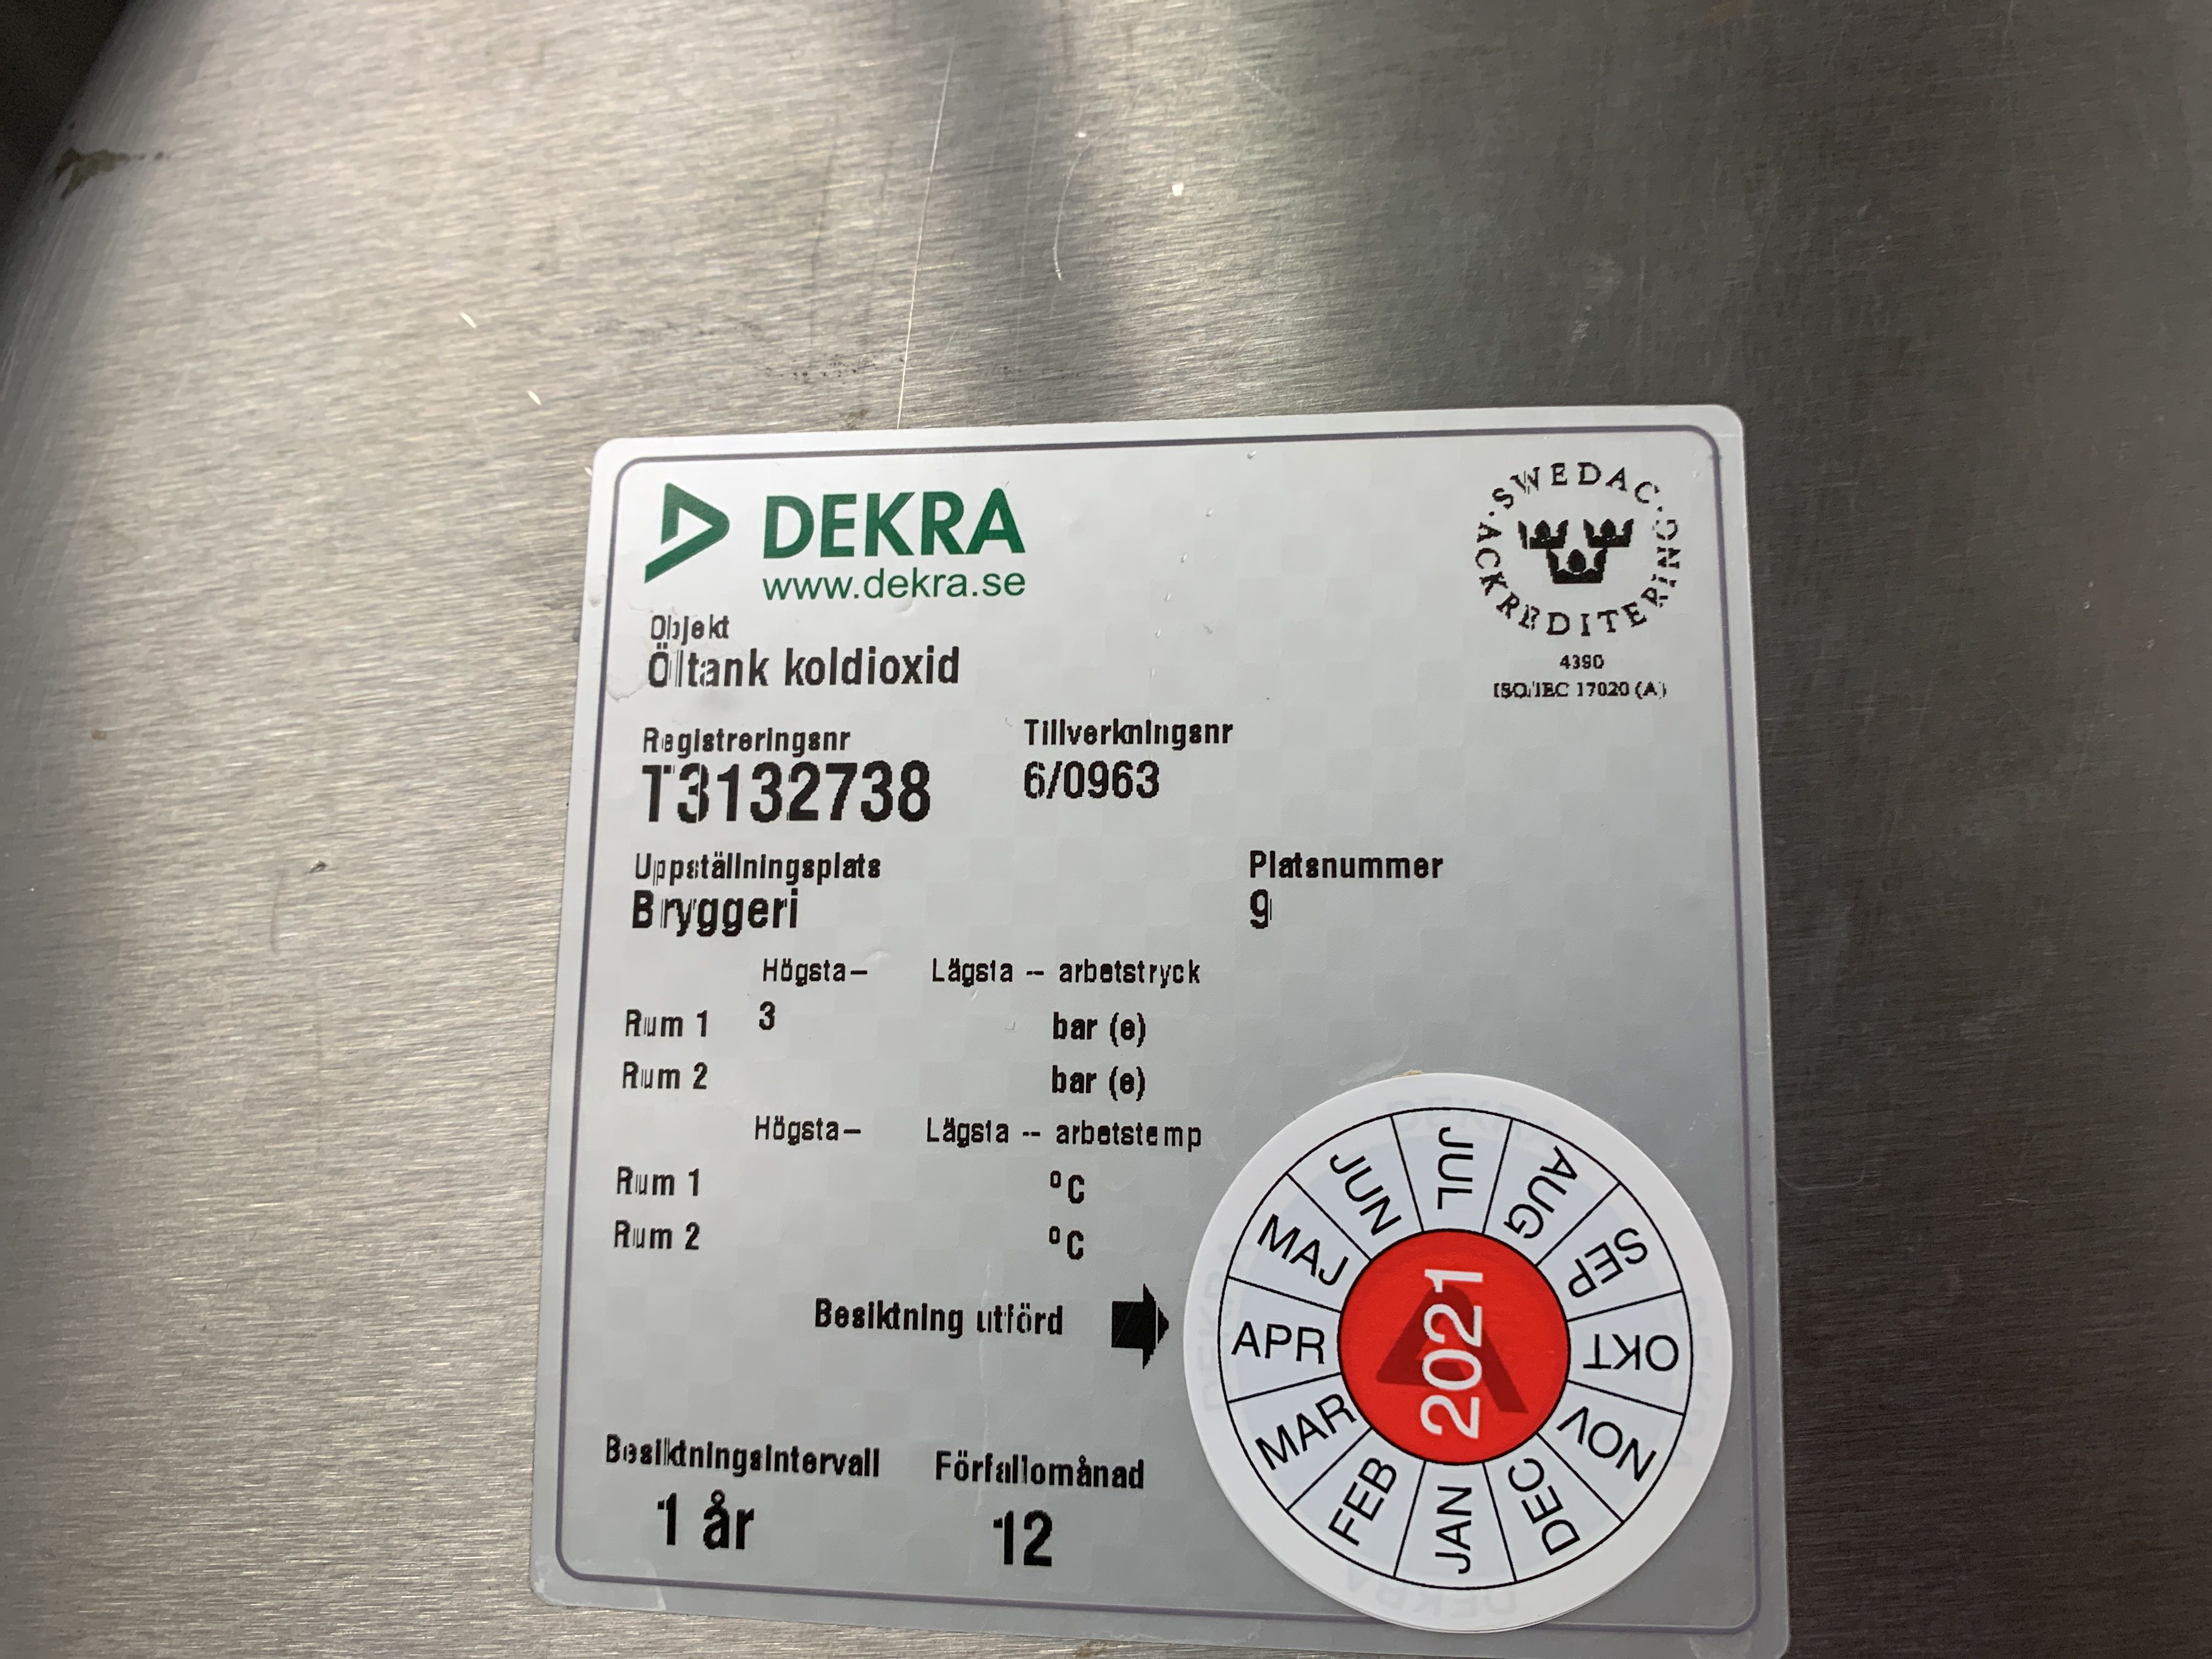 DEKRA
www.dekra.se
SWEDAC · ACKREDITERING
4390
ISO/IEC 17020 (A)
Objekt
Öltank koldioxid
Registreringsnr Tillverkningsnr
T3132738 6/0963
Uppställningsplats Platsnummer
Bryggeri 9
Högsta– Lägsta -- arbetstryck
Rum 1 3 bar (e)
Rum 2 bar (e)
Högsta– Lägsta -- arbetstemp
Rum 1 °C
Rum 2 °C
Besiktning utförd
Besiktningsintervall Förfallomånad
1 år 12
2021
JAN
FEB
MAR
APR
MAJ
JUN
JUL
AUG
SEP
OKT
NOV
DEC